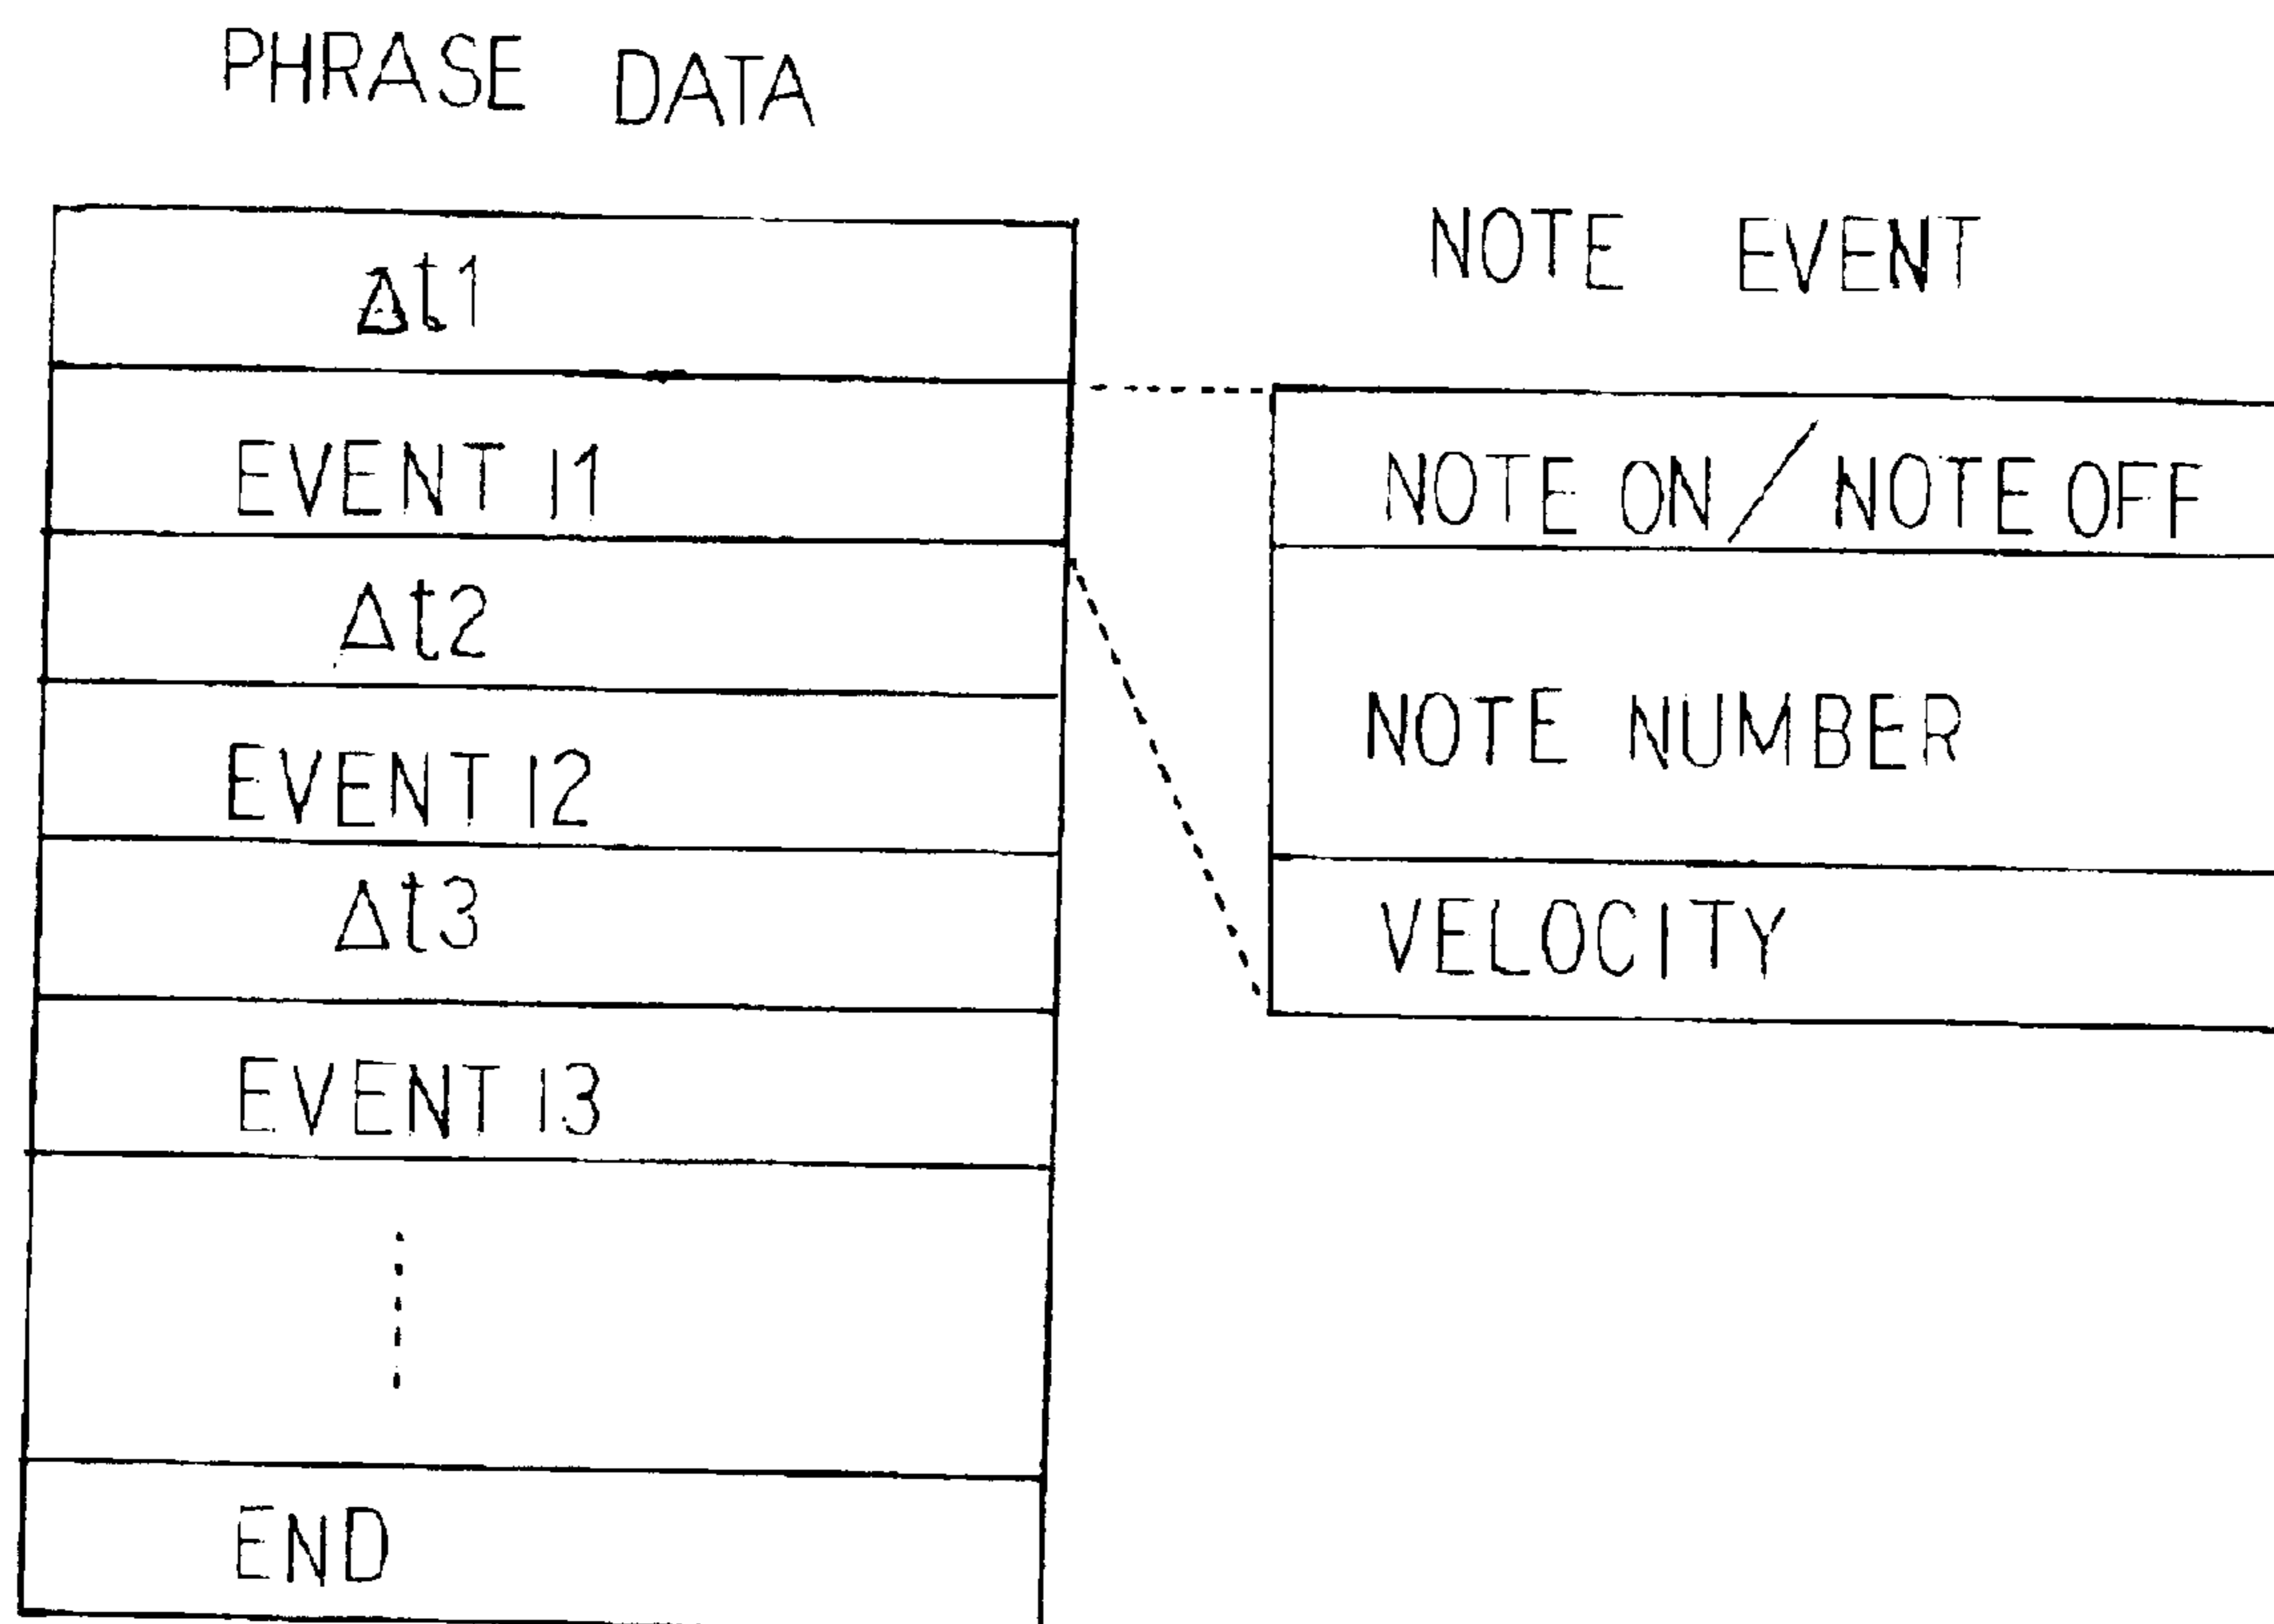 PHRASE DATA
Δt1
EVENT I1
Δt2
EVENT I2
Δt3
EVENT I3
END
NOTE EVENT
NOTE ON/NOTE OFF
NOTE NUMBER
VELOCITY